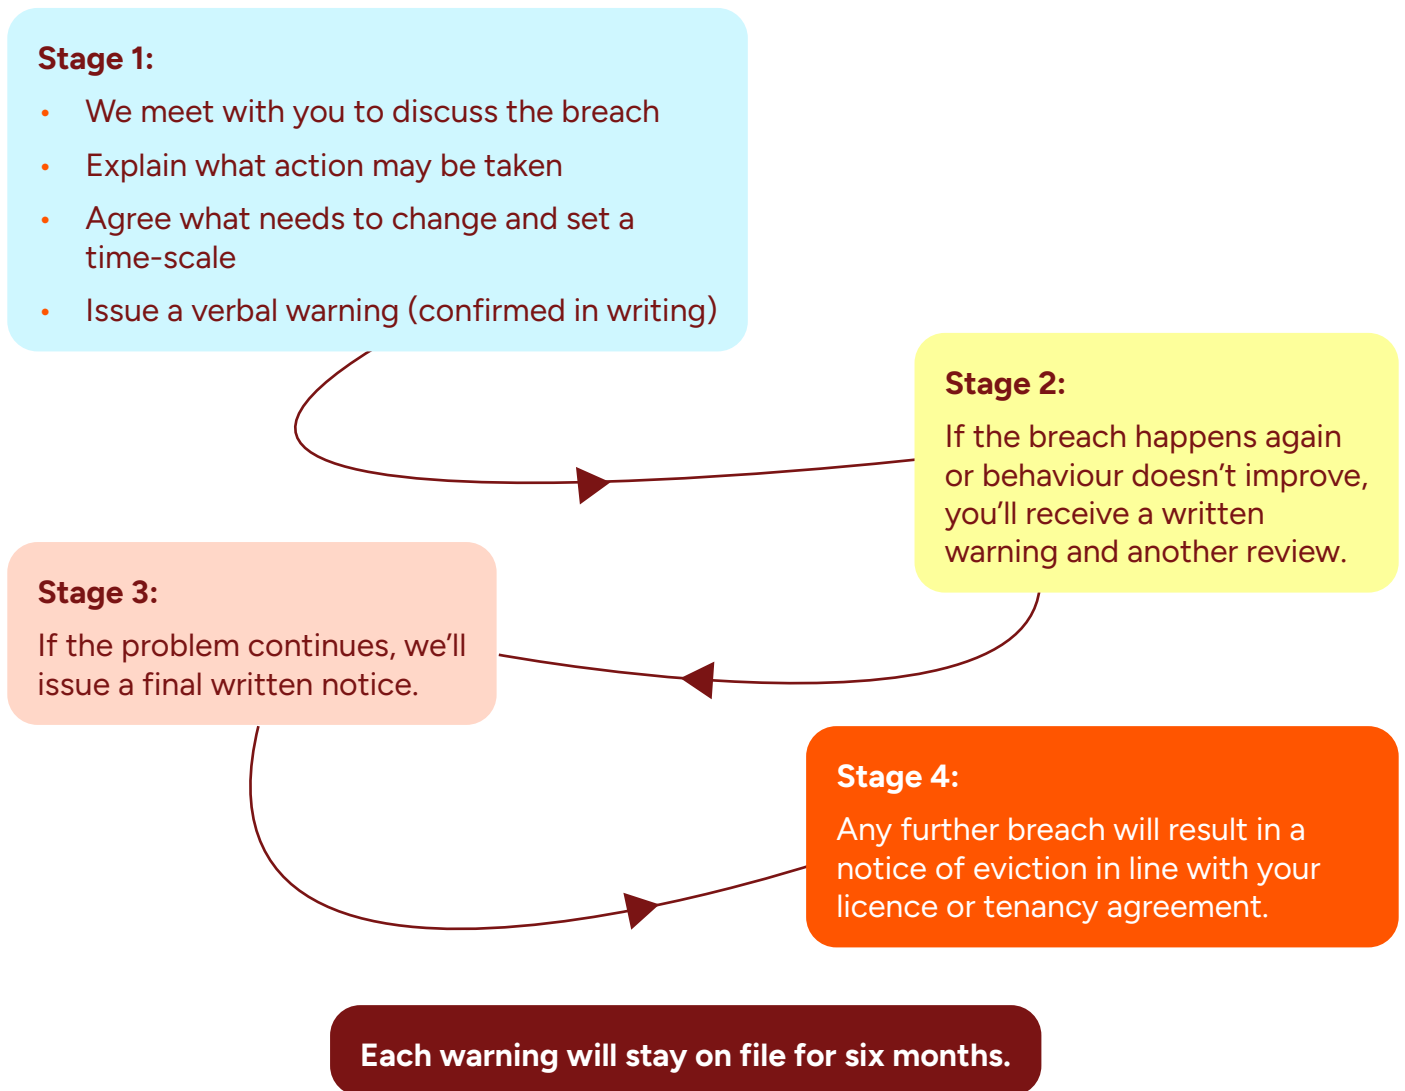 Stage 1:
• We meet with you to discuss the breach
• Explain what action may be taken
• Agree what needs to change and set a
time-scale
• Issue a verbal warning (confirmed in writing)
Stage 2:
If the breach happens again
or behaviour doesn’t improve,
you’ll receive a written
warning and another review.
Stage 3:
If the problem continues, we’ll
issue a final written notice.
Stage 4:
Any further breach will result in a
notice of eviction in line with your
licence or tenancy agreement.
Each warning will stay on file for six months.